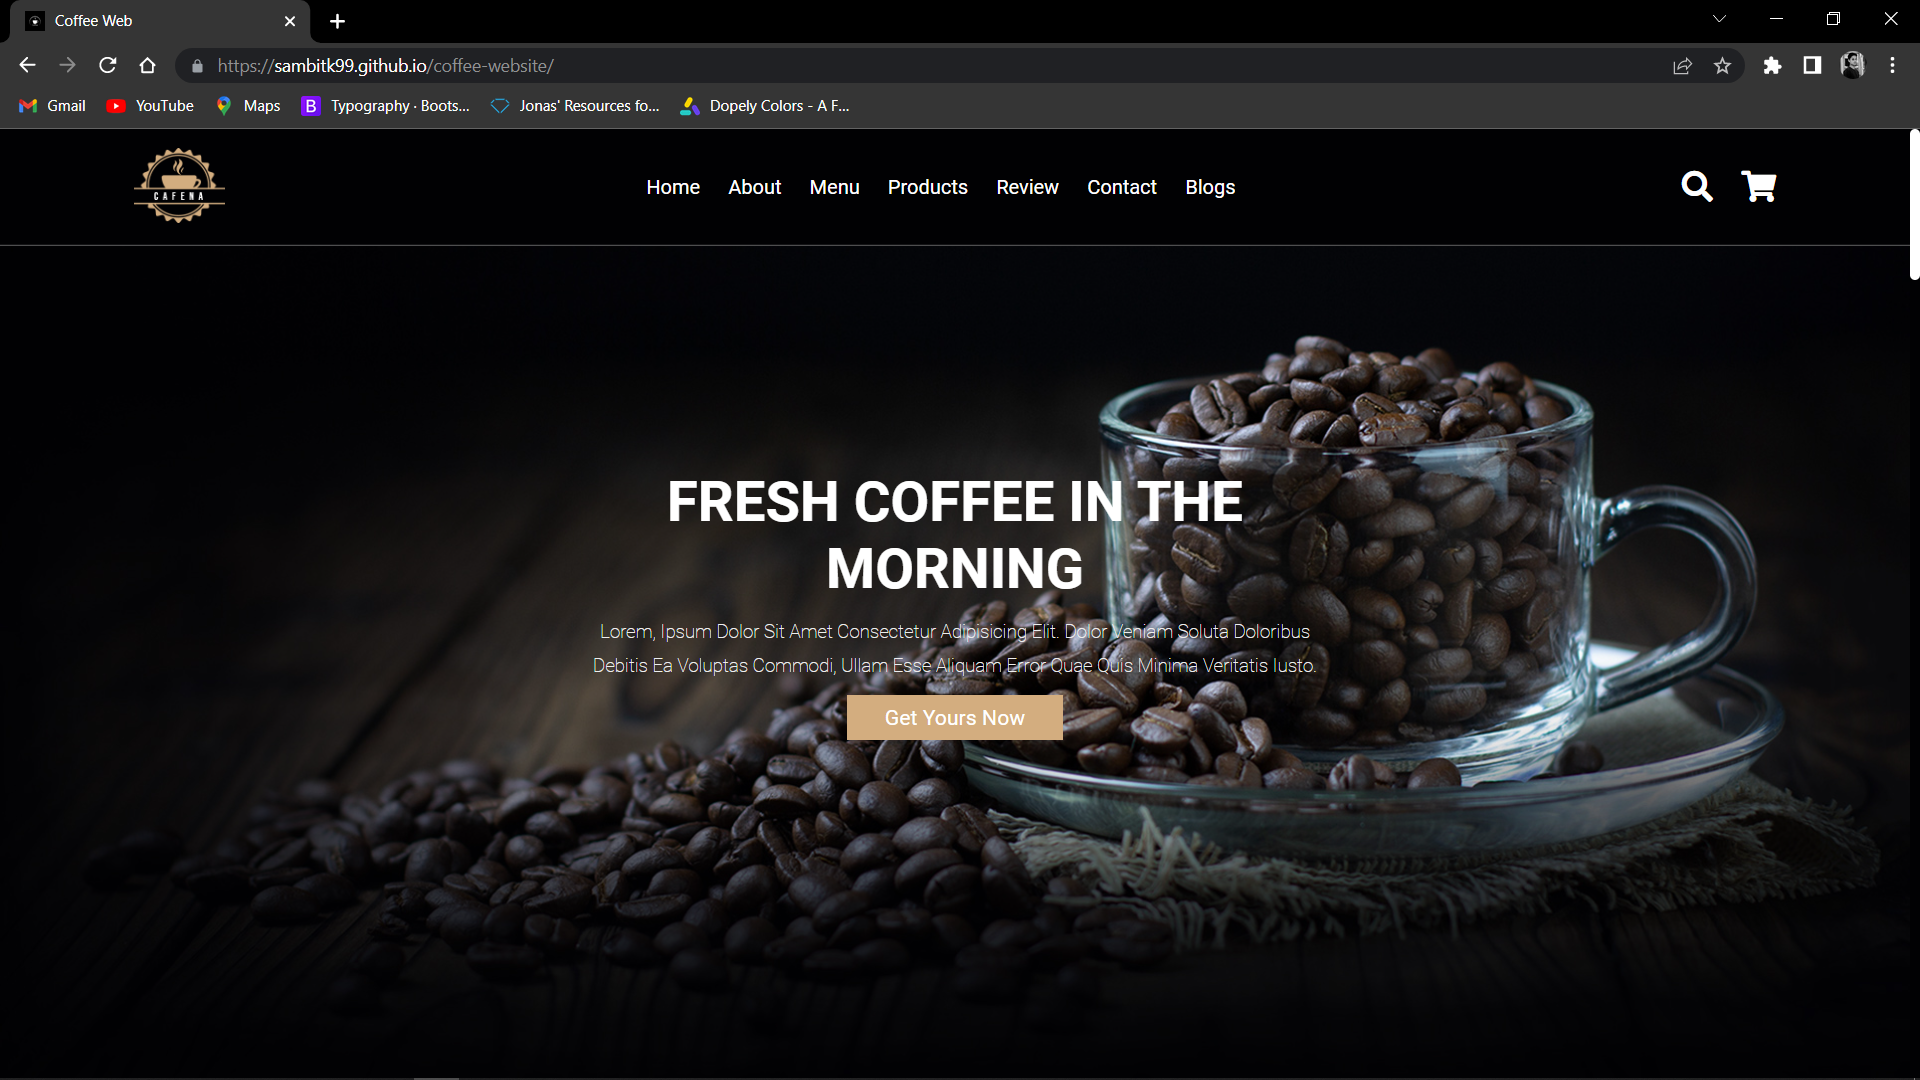 Coffee Web
https://sambitk99.github.io/coffee-website/
Gmail YouTube Maps B Typography · Boots... Jonas' Resources fo... Dopely Colors - A F...
CAFENA
Home About Menu Products Review Contact Blogs
FRESH COFFEE IN THE
MORNING
Lorem, Ipsum Dolor Sit Amet Consectetur Adipisicing Elit. Dolor Veniam Soluta Doloribus
Debitis Ea Voluptas Commodi, Ullam Esse Aliquam Error Quae Quis Minima Veritatis Iusto.
Get Yours Now